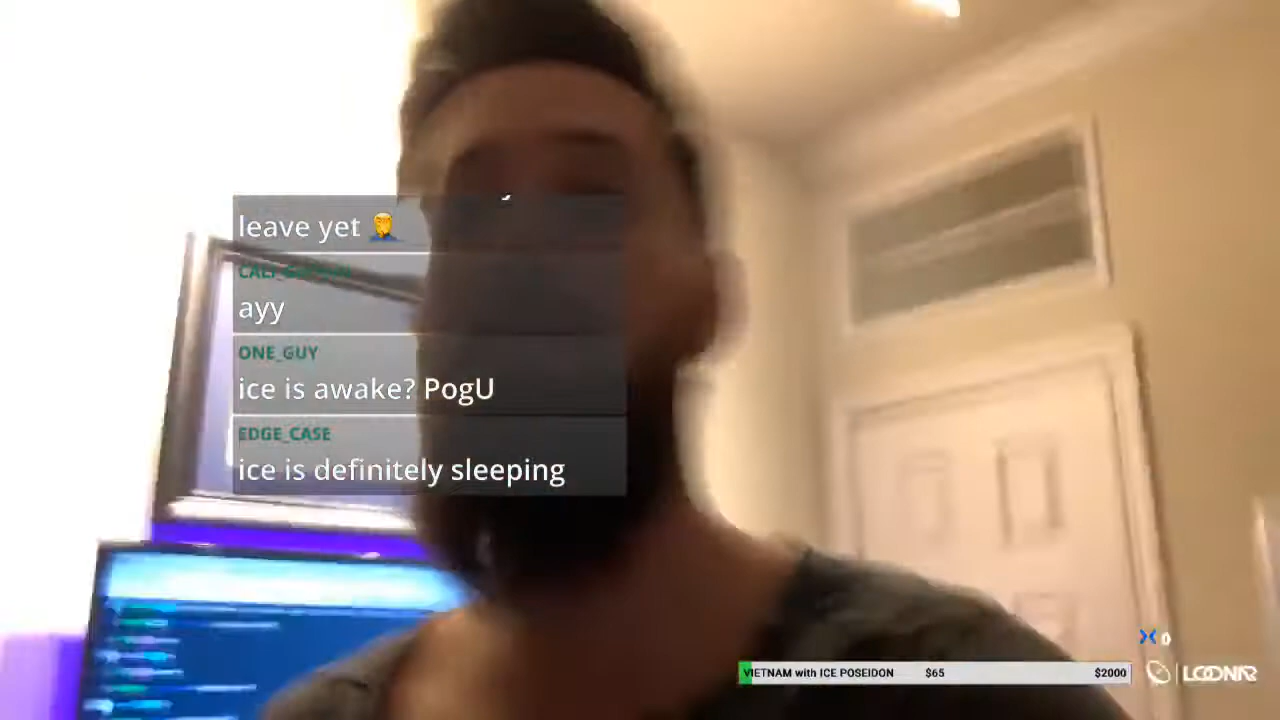 leave yet
ayy
ONE_GUY
ice is awake? PogU
EDGE_CASE
ice is definitely sleeping
0
VIETNAM with ICE POSEIDON $65 $2000
LOONR